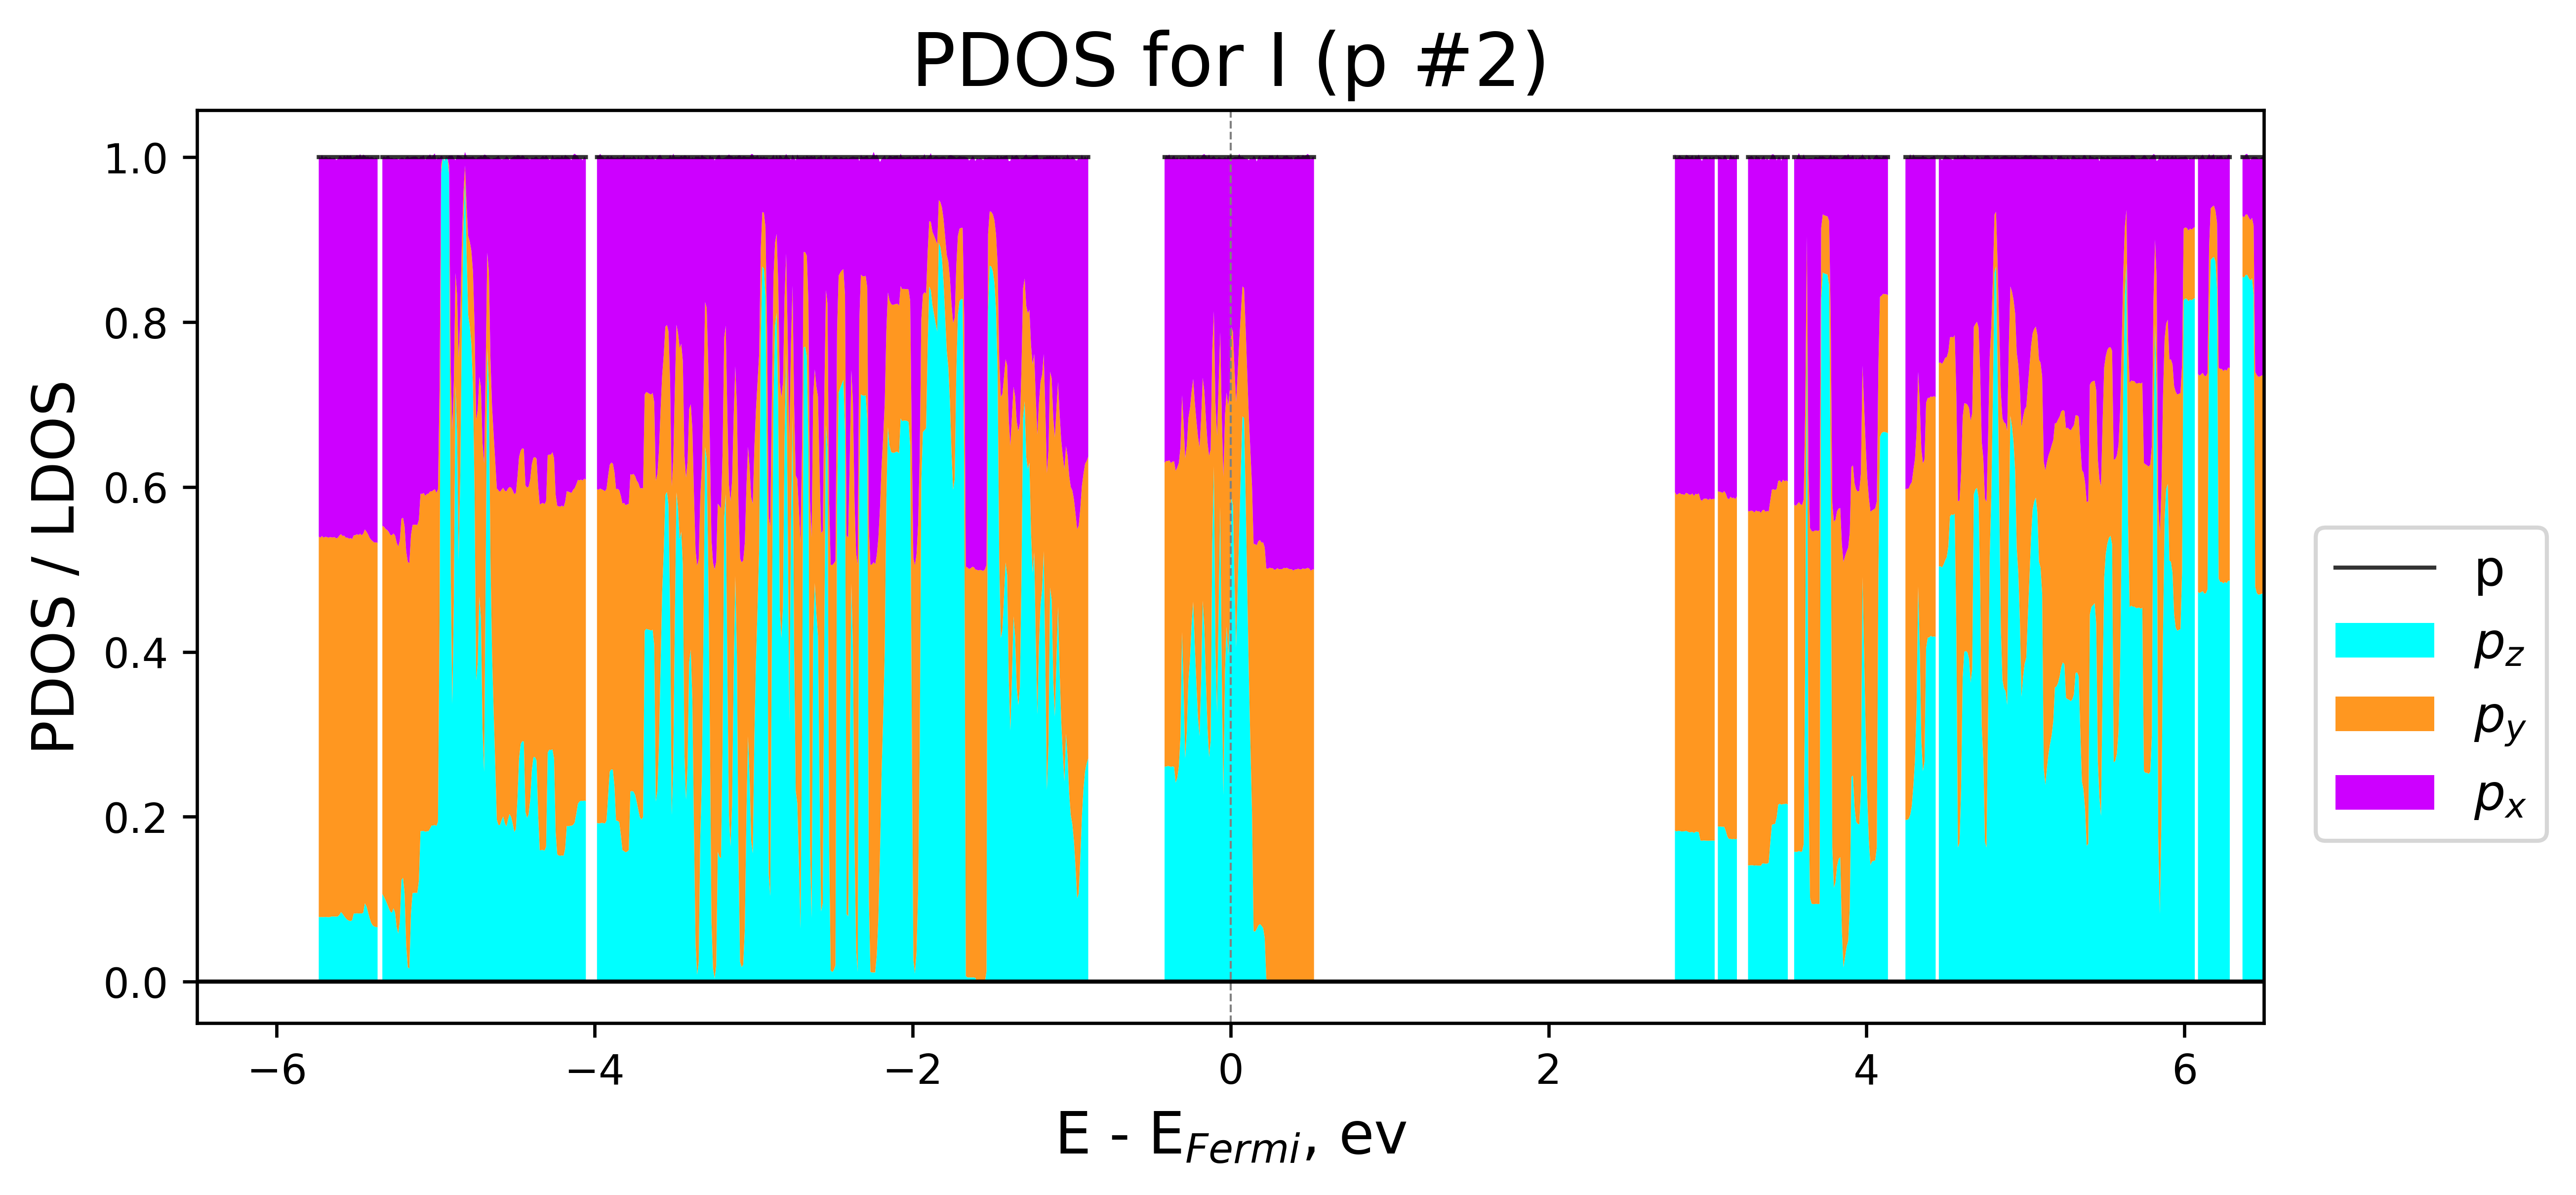 PDOS for I (p #2)
PDOS / LDOS
1.0
0.8
0.6
0.4
0.2
0.0
−6 −4 −2 0 2 4 6
E - E_Fermi, ev
p
p_z
p_y
p_x